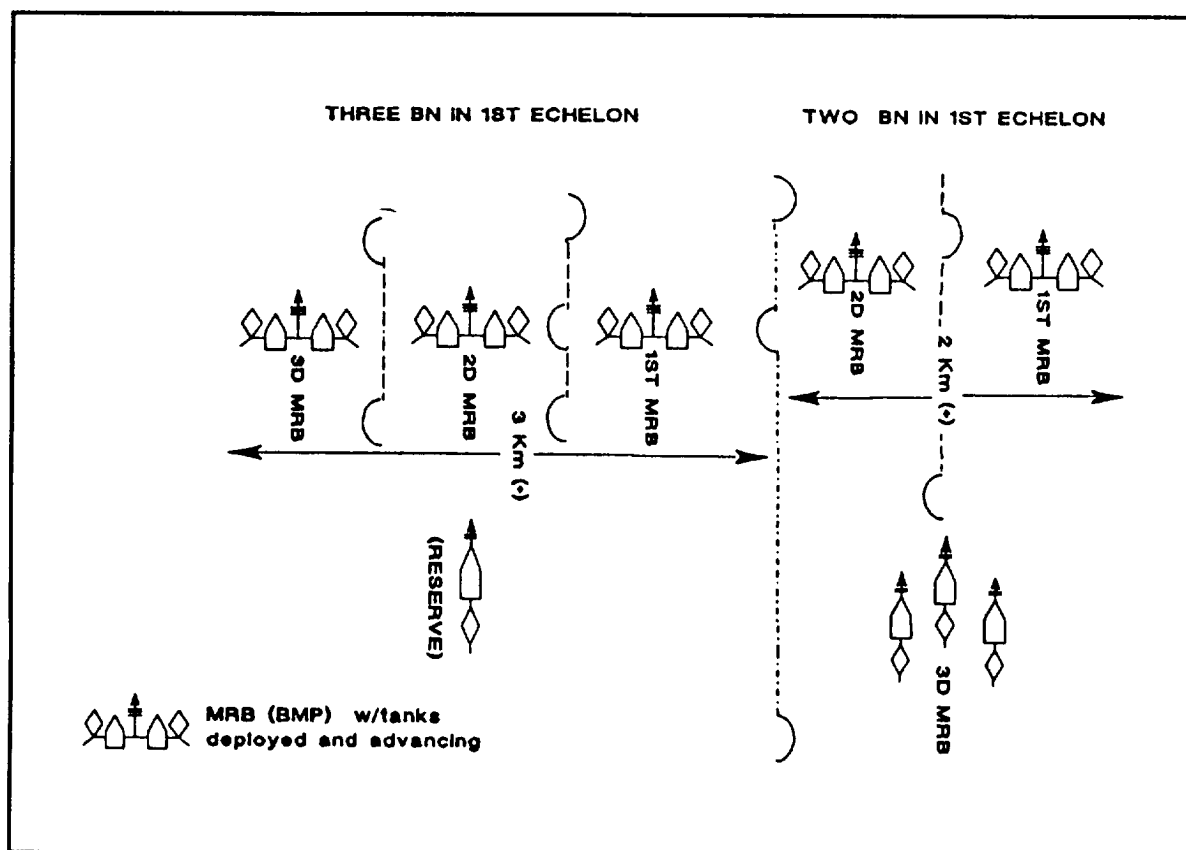 THREE BN IN 1ST ECHELON
3D MRB
2D MRB
1ST MRB
3 Km (+)
(RESERVE)
TWO BN IN 1ST ECHELON
2D MRB
1ST MRB
2 Km (+)
3D MRB
MRB (BMP) w/tanks
deployed and advancing